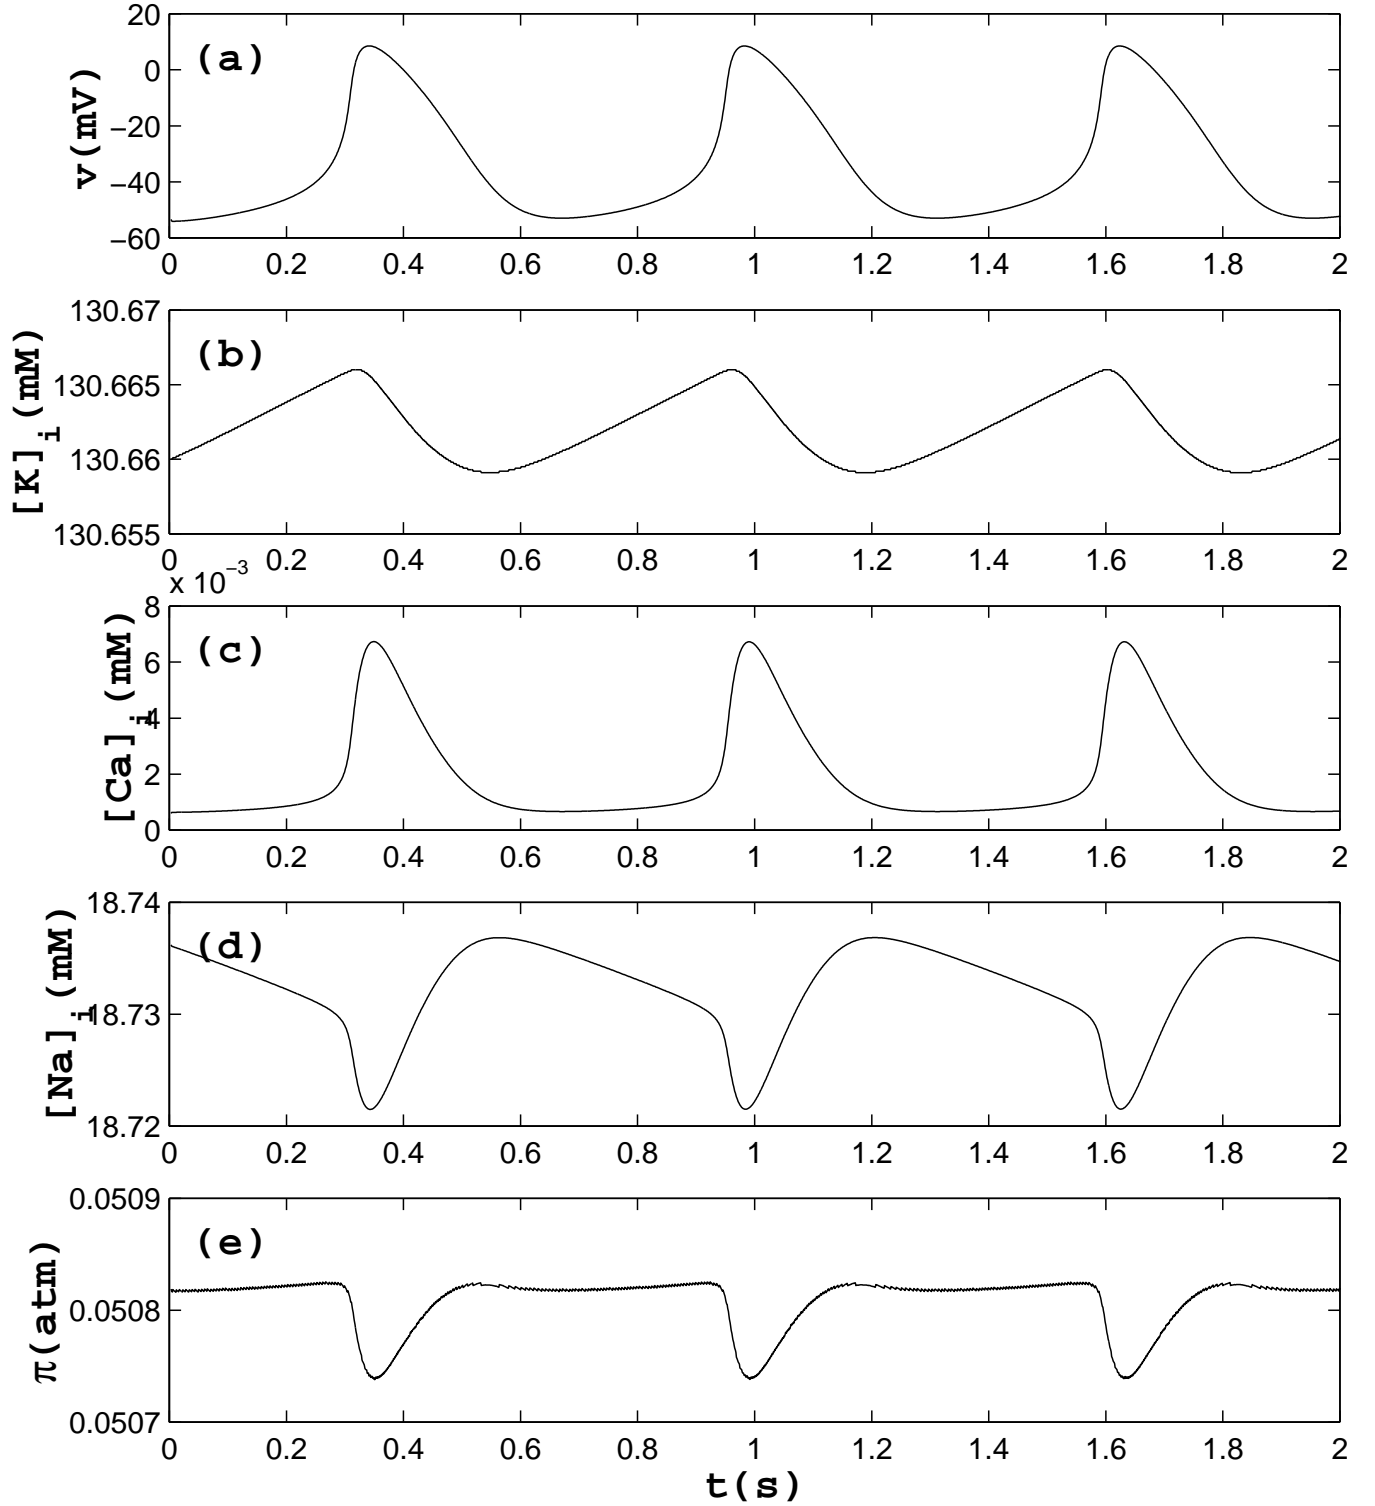 20
(a)
0
−20
−40
−60
v(mV)
0 0.2 0.4 0.6 0.8 1 1.2 1.4 1.6 1.8 2
130.67
(b)
130.665
130.66
130.655
[K]i(mM)
0 0.2 0.4 0.6 0.8 1 1.2 1.4 1.6 1.8 2
x 10−3
8
(c)
6
4
2
0
[Ca]i(mM)
0 0.2 0.4 0.6 0.8 1 1.2 1.4 1.6 1.8 2
18.74
(d)
18.73
18.72
[Na]i(mM)
0 0.2 0.4 0.6 0.8 1 1.2 1.4 1.6 1.8 2
0.0509
(e)
0.0508
0.0507
π(atm)
0 0.2 0.4 0.6 0.8 1 1.2 1.4 1.6 1.8 2
t(s)